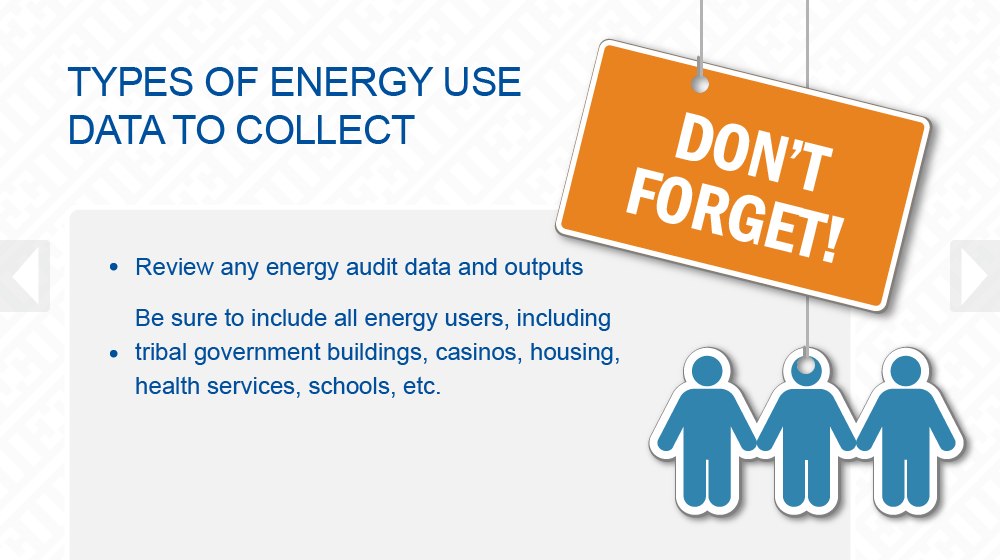 TYPES OF ENERGY USE
DATA TO COLLECT
DON'T
FORGET!
• Review any energy audit data and outputs
Be sure to include all energy users, including
• tribal government buildings, casinos, housing,
health services, schools, etc.